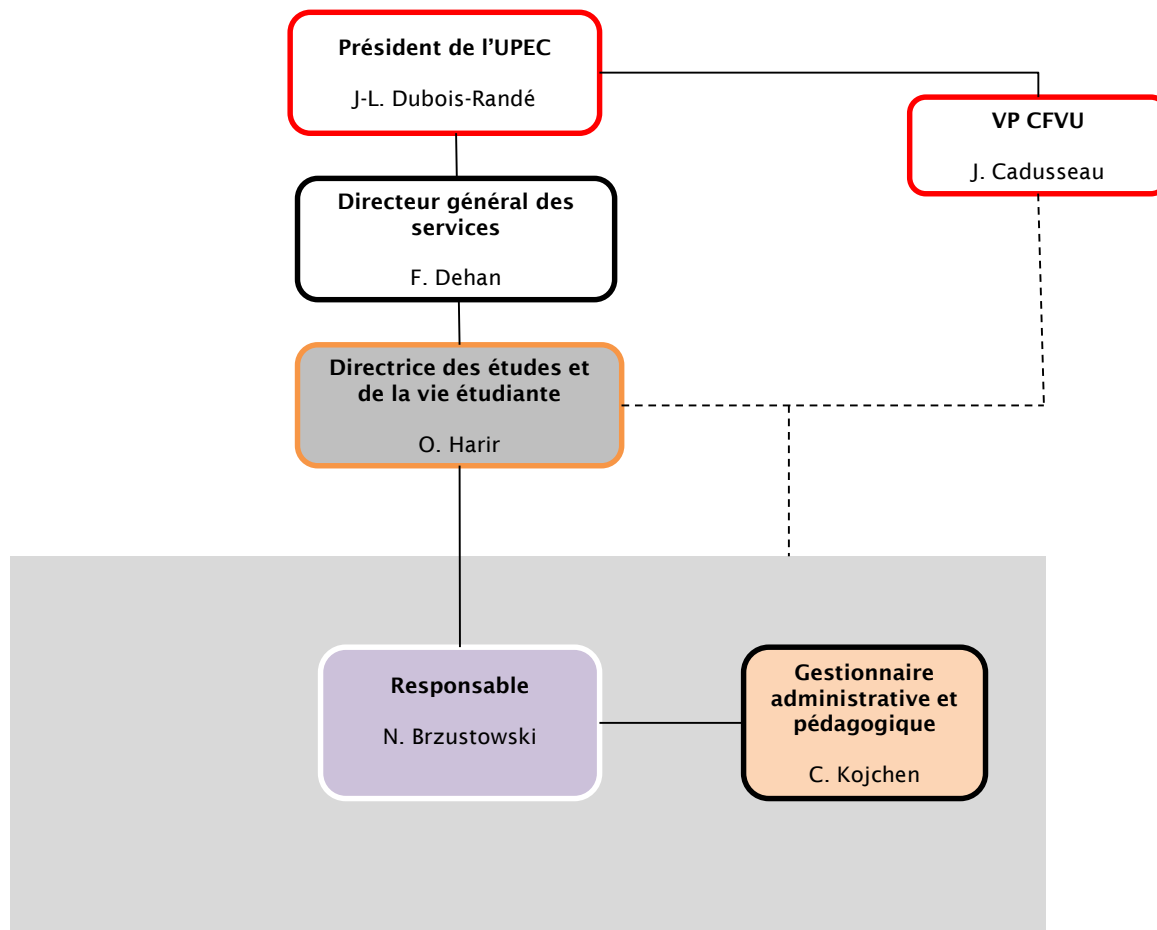 Président de l'UPEC
J-L. Dubois-Randé
VP CFVU
J. Cadusseau
Directeur général des
services
F. Dehan
Directrice des études et
de la vie étudiante
O. Harir
Responsable
N. Brzustowski
Gestionnaire
administrative et
pédagogique
C. Kojchen